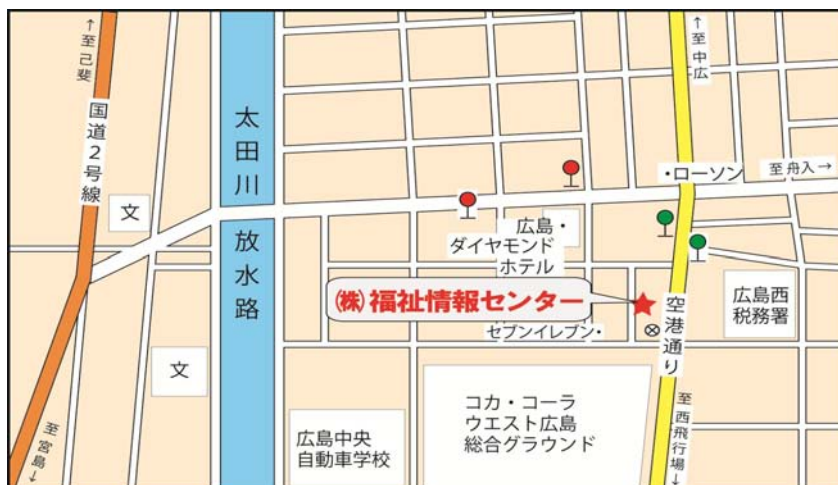 ↑至己斐
国道2号線
文
文
至宮島↓
太田川
放水路
↑至中広
・ローソン
至舟入→
広島・
ダイヤモンド
ホテル
(株)福祉情報センター
セブンイレブン・
空港通り
広島西
税務署
広島中央
自動車学校
コカ・コーラ
ウエスト広島
総合グラウンド
至西飛行場↓